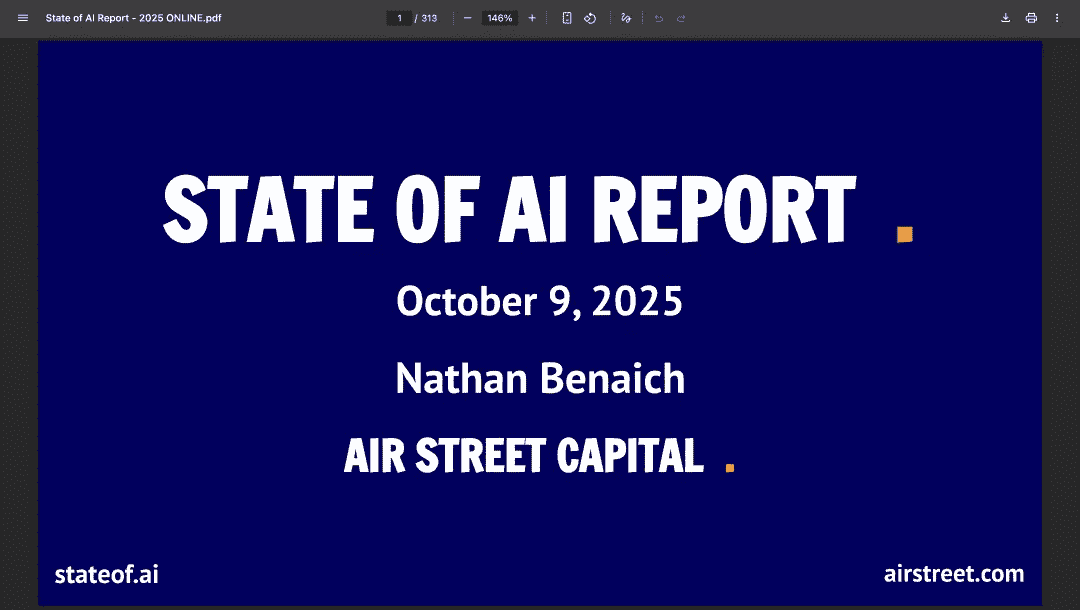 State of AI Report - 2025 ONLINE.pdf
1 / 313
146%
STATE OF AI REPORT .
October 9, 2025
Nathan Benaich
AIR STREET CAPITAL .
stateof.ai
airstreet.com